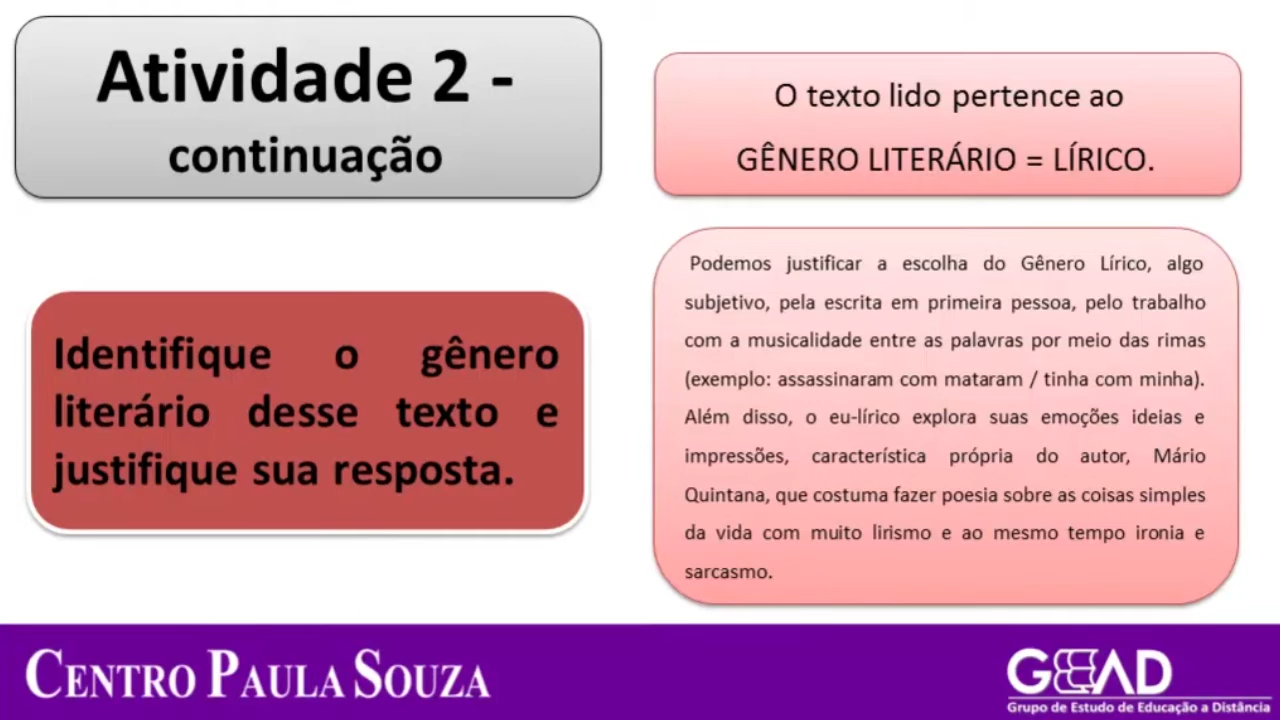 Atividade 2 -
continuação
Identifique o gênero
literário desse texto e
justifique sua resposta.
O texto lido pertence ao
GÊNERO LITERÁRIO = LÍRICO.
Podemos justificar a escolha do Gênero Lírico, algo
subjetivo, pela escrita em primeira pessoa, pelo trabalho
com a musicalidade entre as palavras por meio das rimas
(exemplo: assassinaram com mataram / tinha com minha).
Além disso, o eu-lírico explora suas emoções ideias e
impressões, característica própria do autor, Mário
Quintana, que costuma fazer poesia sobre as coisas simples
da vida com muito lirismo e ao mesmo tempo ironia e
sarcasmo.
CENTRO PAULA SOUZA
GEEAD
Grupo de Estudo de Educação a Distância